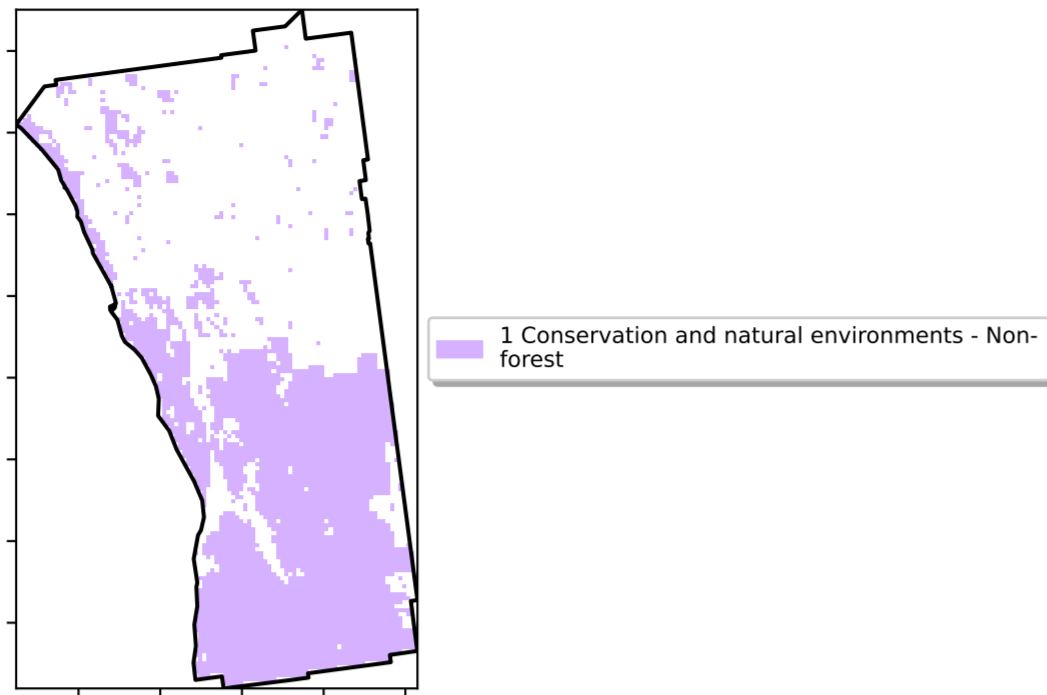 1 Conservation and natural environments - Non-
forest